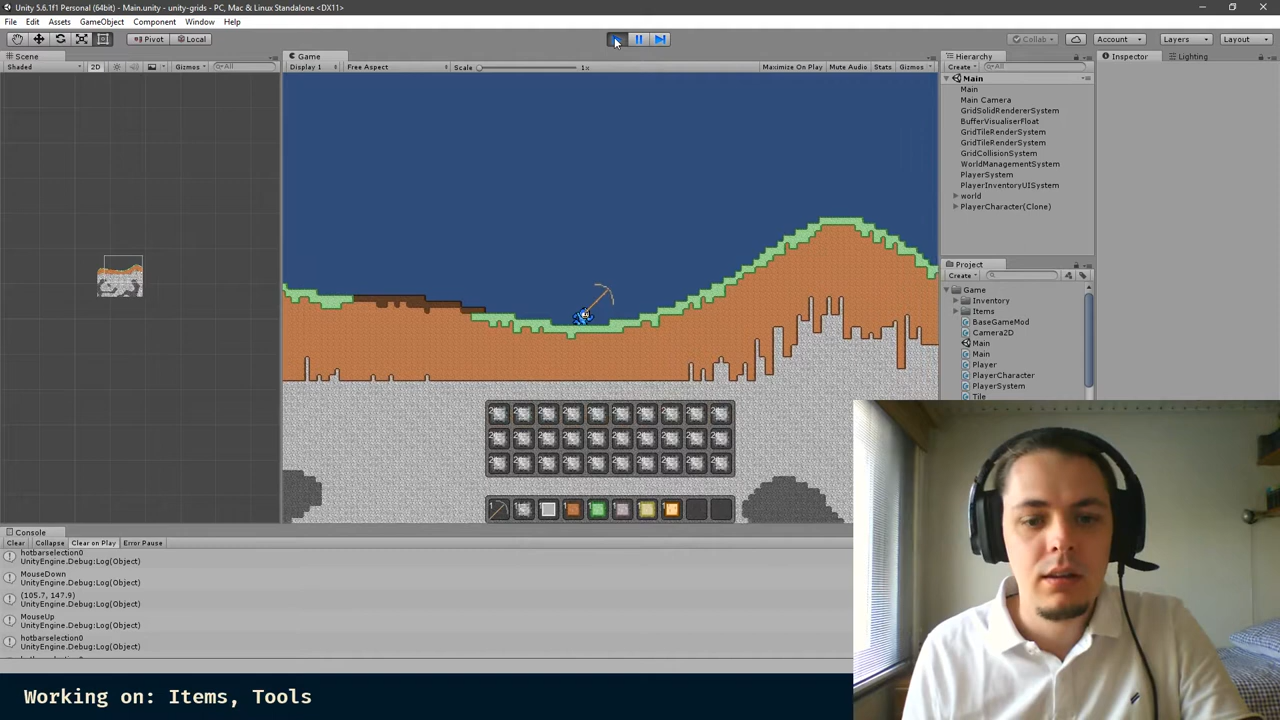 Unity 5.6.1f1 Personal (64bit) - Main.unity - unity-grids - PC, Mac & Linux Standalone <DX11>
File Edit Assets GameObject Component Window Help
Pivot Local Collab Account Layers Layout
Scene Game Hierarchy Inspector Lighting
Shaded 2D Gizmos All Display 1 Free Aspect Scale 1x Maximize On Play Mute Audio Stats Gizmos Create All
Main
Main
Main Camera
GridSolidRendererSystem
BufferVisualiserFloat
GridTileRenderSystem
GridTileRenderSystem
GridCollisionSystem
WorldManagementSystem
PlayerSystem
PlayerInventoryUISystem
world
PlayerCharacter(Clone)
Project
Create
Game
Inventory
Items
BaseGameMod
Camera2D
Main
Main
Player
PlayerCharacter
PlayerSystem
Tile
Console
Clear Collapse Clear on Play Error Pause
hotbarselection0
UnityEngine.Debug:Log(Object)
MouseDown
UnityEngine.Debug:Log(Object)
(105.7, 147.9)
UnityEngine.Debug:Log(Object)
MouseUp
UnityEngine.Debug:Log(Object)
hotbarselection0
UnityEngine.Debug:Log(Object)
Working on: Items, Tools